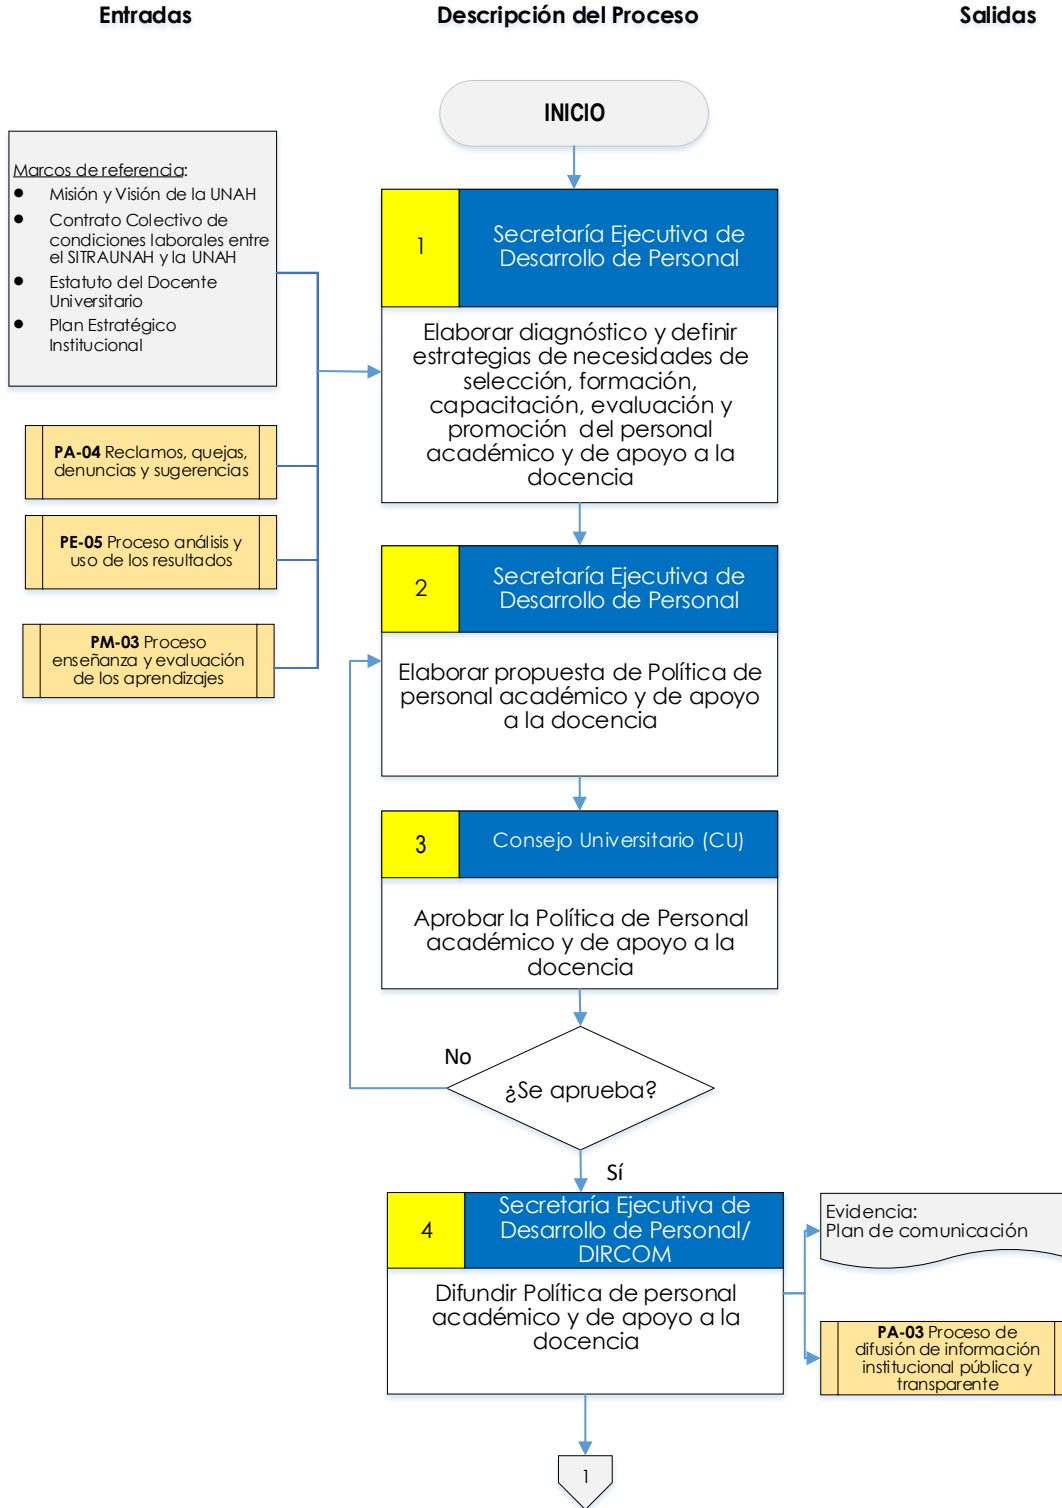 Entradas
Descripción del Proceso
Salidas
INICIO
Marcos de referencia:
● Misión y Visión de la UNAH
● Contrato Colectivo de
condiciones laborales entre
el SITRAUNAH y la UNAH
● Estatuto del Docente
Universitario
● Plan Estratégico
Institucional
PA-04 Reclamos, quejas,
denuncias y sugerencias
PE-05 Proceso análisis y
uso de los resultados
PM-03 Proceso
enseñanza y evaluación
de los aprendizajes
1
Secretaría Ejecutiva de
Desarrollo de Personal
Elaborar diagnóstico y definir
estrategias de necesidades de
selección, formación,
capacitación, evaluación y
promoción del personal
académico y de apoyo a la
docencia
2
Secretaría Ejecutiva de
Desarrollo de Personal
Elaborar propuesta de Política de
personal académico y de apoyo
a la docencia
3
Consejo Universitario (CU)
Aprobar la Política de Personal
académico y de apoyo a la
docencia
No
¿Se aprueba?
Sí
4
Secretaría Ejecutiva de
Desarrollo de Personal/
DIRCOM
Difundir Política de personal
académico y de apoyo a la
docencia
Evidencia:
Plan de comunicación
PA-03 Proceso de
difusión de información
institucional pública y
transparente
1